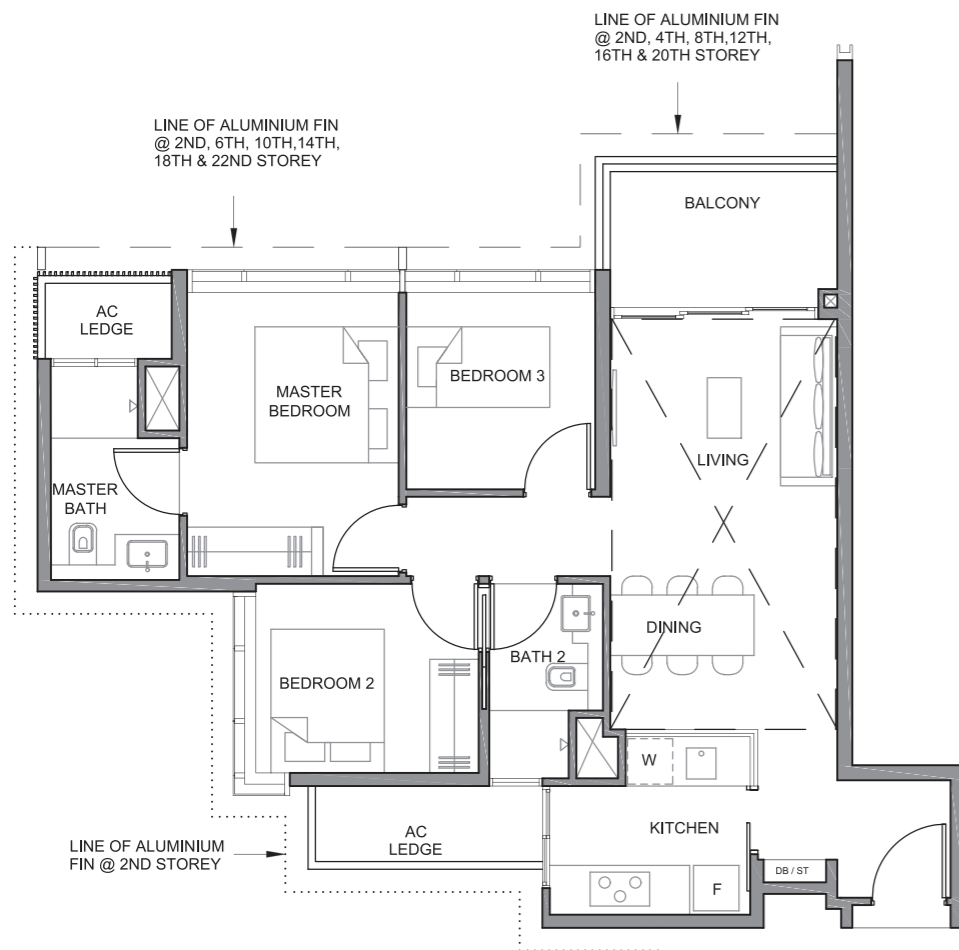 LINE OF ALUMINIUM FIN
@ 2ND, 4TH, 8TH,12TH,
16TH & 20TH STOREY
LINE OF ALUMINIUM FIN
@ 2ND, 6TH, 10TH,14TH,
18TH & 22ND STOREY
BALCONY
AC
LEDGE
MASTER
BEDROOM
BEDROOM 3
LIVING
MASTER
BATH
DINING
BATH 2
BEDROOM 2
W
KITCHEN
AC
LEDGE
LINE OF ALUMINIUM
FIN @ 2ND STOREY
DB / ST
F